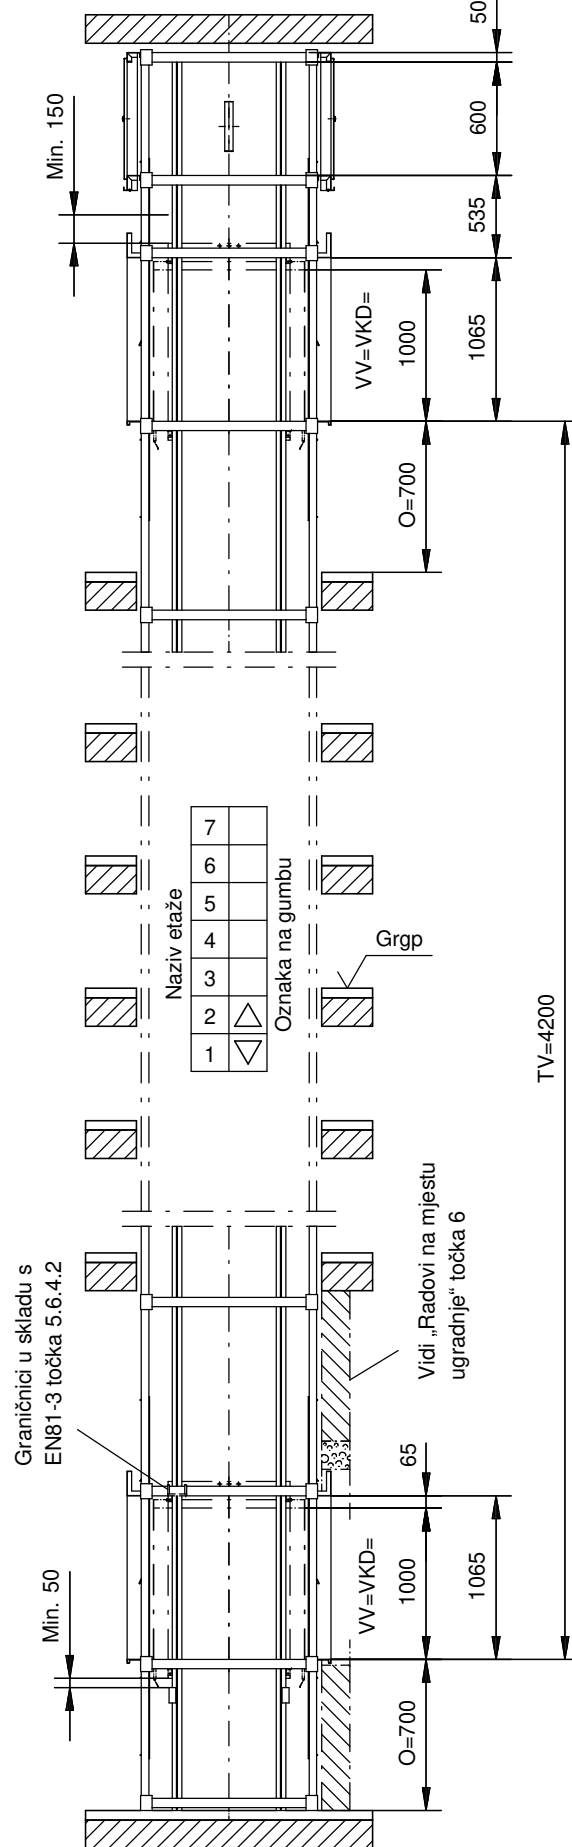 50
600
535
1065
Min. 150
VV=VKD=
1000
O=700
Naziv etaže
1 2 3 4 5 6 7
Oznaka na gumbu
Grgp
TV=4200
Graničnici u skladu s
EN81-3 točka 5.6.4.2
Vidi „Radovi na mjestu
ugradnje“ točka 6
65
Min. 50
VV=VKD=
1000
1065
O=700